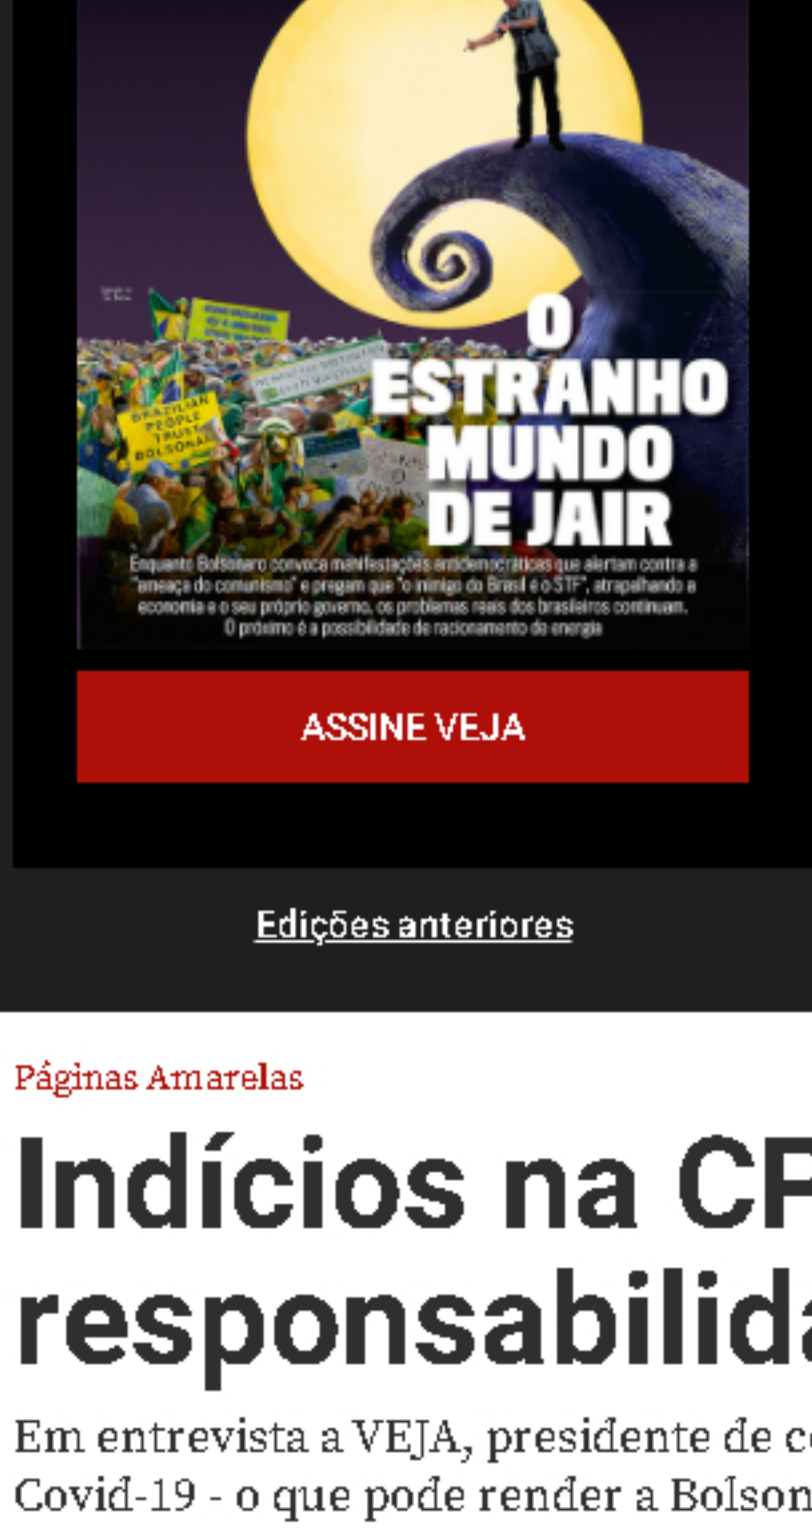 BRAZILIAN
PEOPLE
TRUST
BOLSONARO
O
ESTRANHO
MUNDO
DE JAIR
Enquanto Bolsonaro convoca manifestações antidemocráticas que alertam contra a
"ameaça do comunismo" e pregam que "o inimigo do Brasil é o STF", atrapalhando a
economia e o seu próprio governo, os problemas reais dos brasileiros continuam.
O próximo é a possibilidade de racionamento de energia
ASSINE VEJA
Edições anteriores
Páginas Amarelas
Indícios na CP
responsabilida
Em entrevista a VEJA, presidente de c
Covid-19 - o que pode render a Bolson